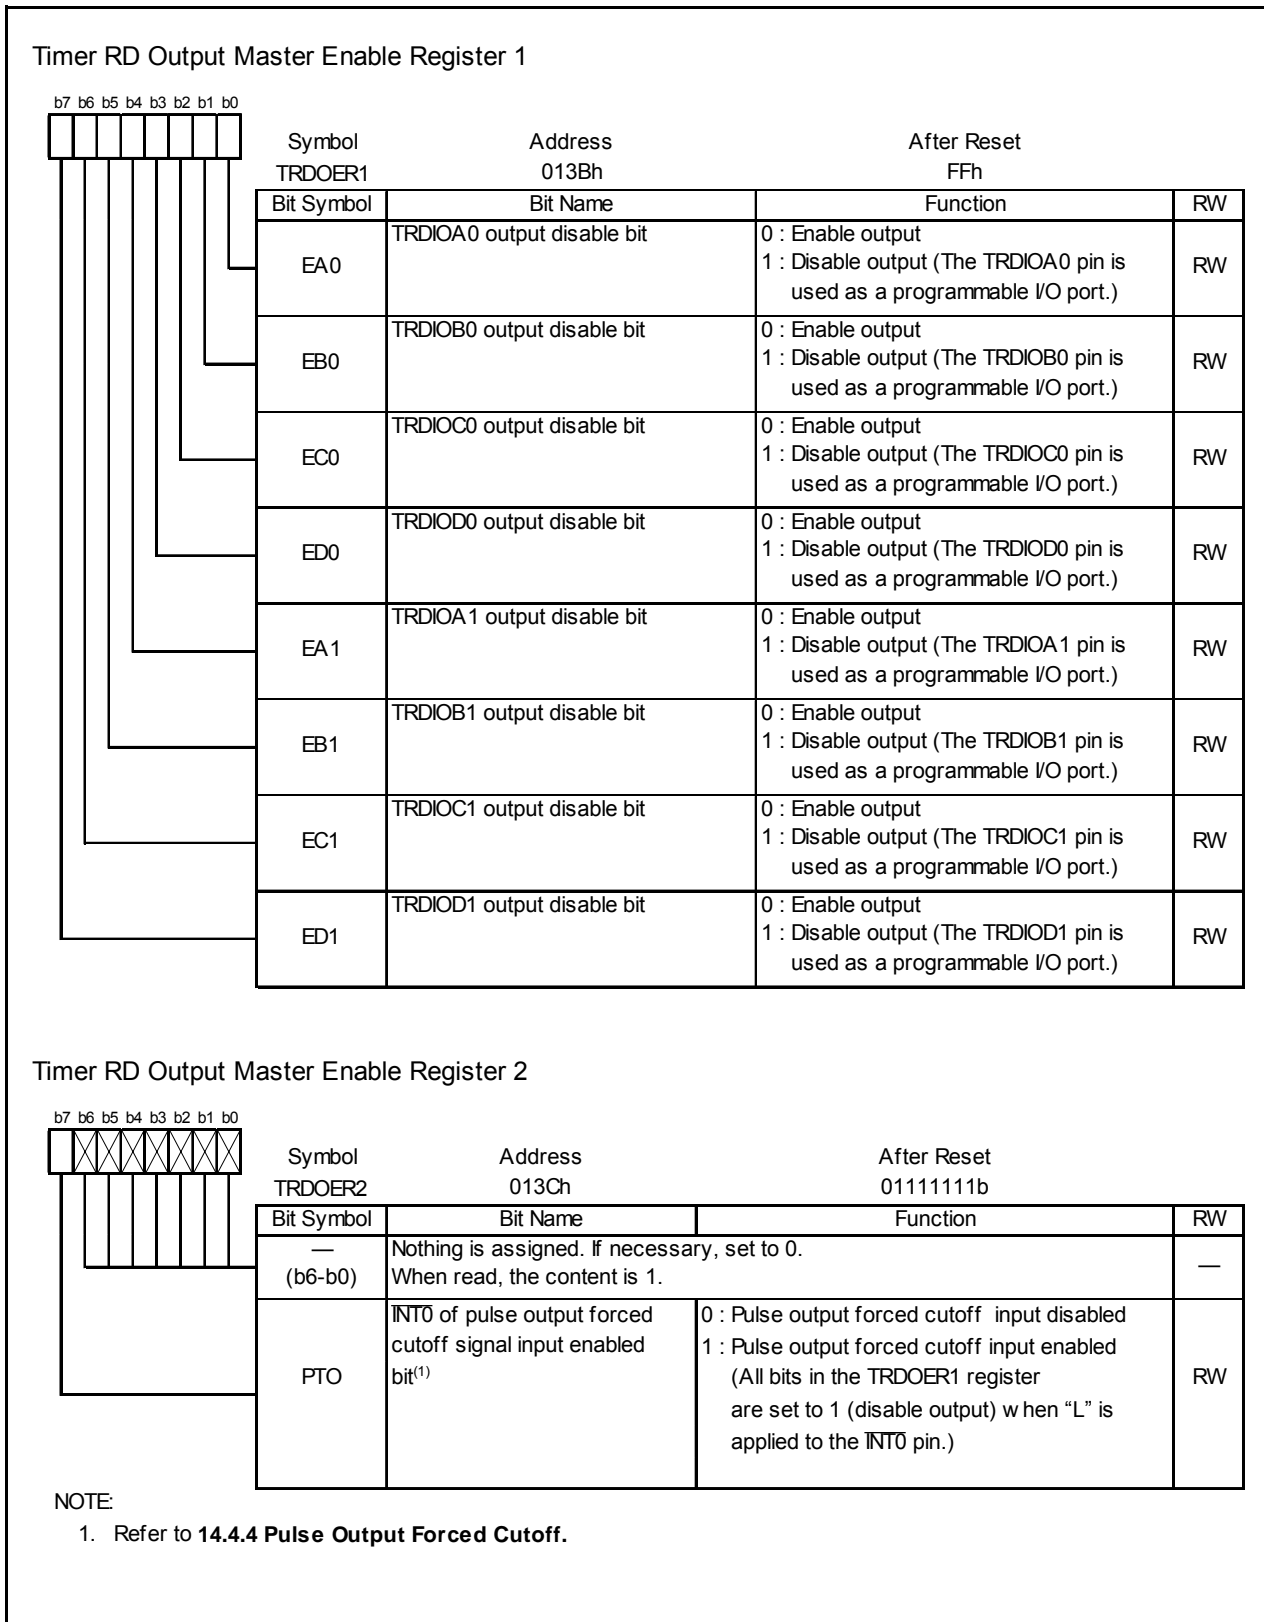 Timer RD Output Master Enable Register 1
b7 b6 b5 b4 b3 b2 b1 b0
Symbol Address After Reset
TRDOER1 013Bh FFh
Bit Symbol Bit Name Function RW
EA0 TRDIOA0 output disable bit 0 : Enable output
1 : Disable output (The TRDIOA0 pin is
used as a programmable I/O port.) RW
EB0 TRDIOB0 output disable bit 0 : Enable output
1 : Disable output (The TRDIOB0 pin is
used as a programmable I/O port.) RW
EC0 TRDIOC0 output disable bit 0 : Enable output
1 : Disable output (The TRDIOC0 pin is
used as a programmable I/O port.) RW
ED0 TRDIOD0 output disable bit 0 : Enable output
1 : Disable output (The TRDIOD0 pin is
used as a programmable I/O port.) RW
EA1 TRDIOA1 output disable bit 0 : Enable output
1 : Disable output (The TRDIOA1 pin is
used as a programmable I/O port.) RW
EB1 TRDIOB1 output disable bit 0 : Enable output
1 : Disable output (The TRDIOB1 pin is
used as a programmable I/O port.) RW
EC1 TRDIOC1 output disable bit 0 : Enable output
1 : Disable output (The TRDIOC1 pin is
used as a programmable I/O port.) RW
ED1 TRDIOD1 output disable bit 0 : Enable output
1 : Disable output (The TRDIOD1 pin is
used as a programmable I/O port.) RW
Timer RD Output Master Enable Register 2
b7 b6 b5 b4 b3 b2 b1 b0
Symbol Address After Reset
TRDOER2 013Ch 01111111b
Bit Symbol Bit Name Function RW
— Nothing is assigned. If necessary, set to 0.
(b6-b0) When read, the content is 1. —
INT0 of pulse output forced 0 : Pulse output forced cutoff input disabled
cutoff signal input enabled 1 : Pulse output forced cutoff input enabled
PTO bit(1) (All bits in the TRDOER1 register RW
are set to 1 (disable output) when “L” is
applied to the INT0 pin.)
NOTE:
1. Refer to 14.4.4 Pulse Output Forced Cutoff.